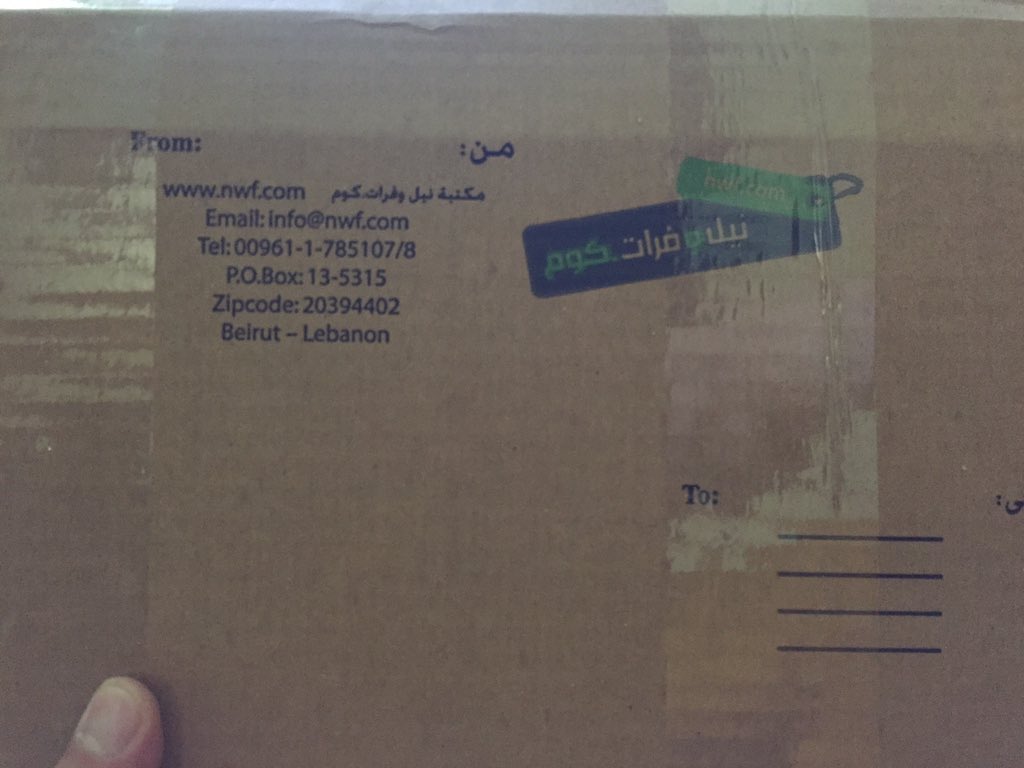 From:
من:
www.nwf.com مكتبة نيل وفرات.كوم
Email: info@nwf.com
Tel: 00961-1-785107/8
P.O.Box: 13-5315
Zipcode: 20394402
Beirut – Lebanon
nwf.com
نيل وفرات.كوم
To: